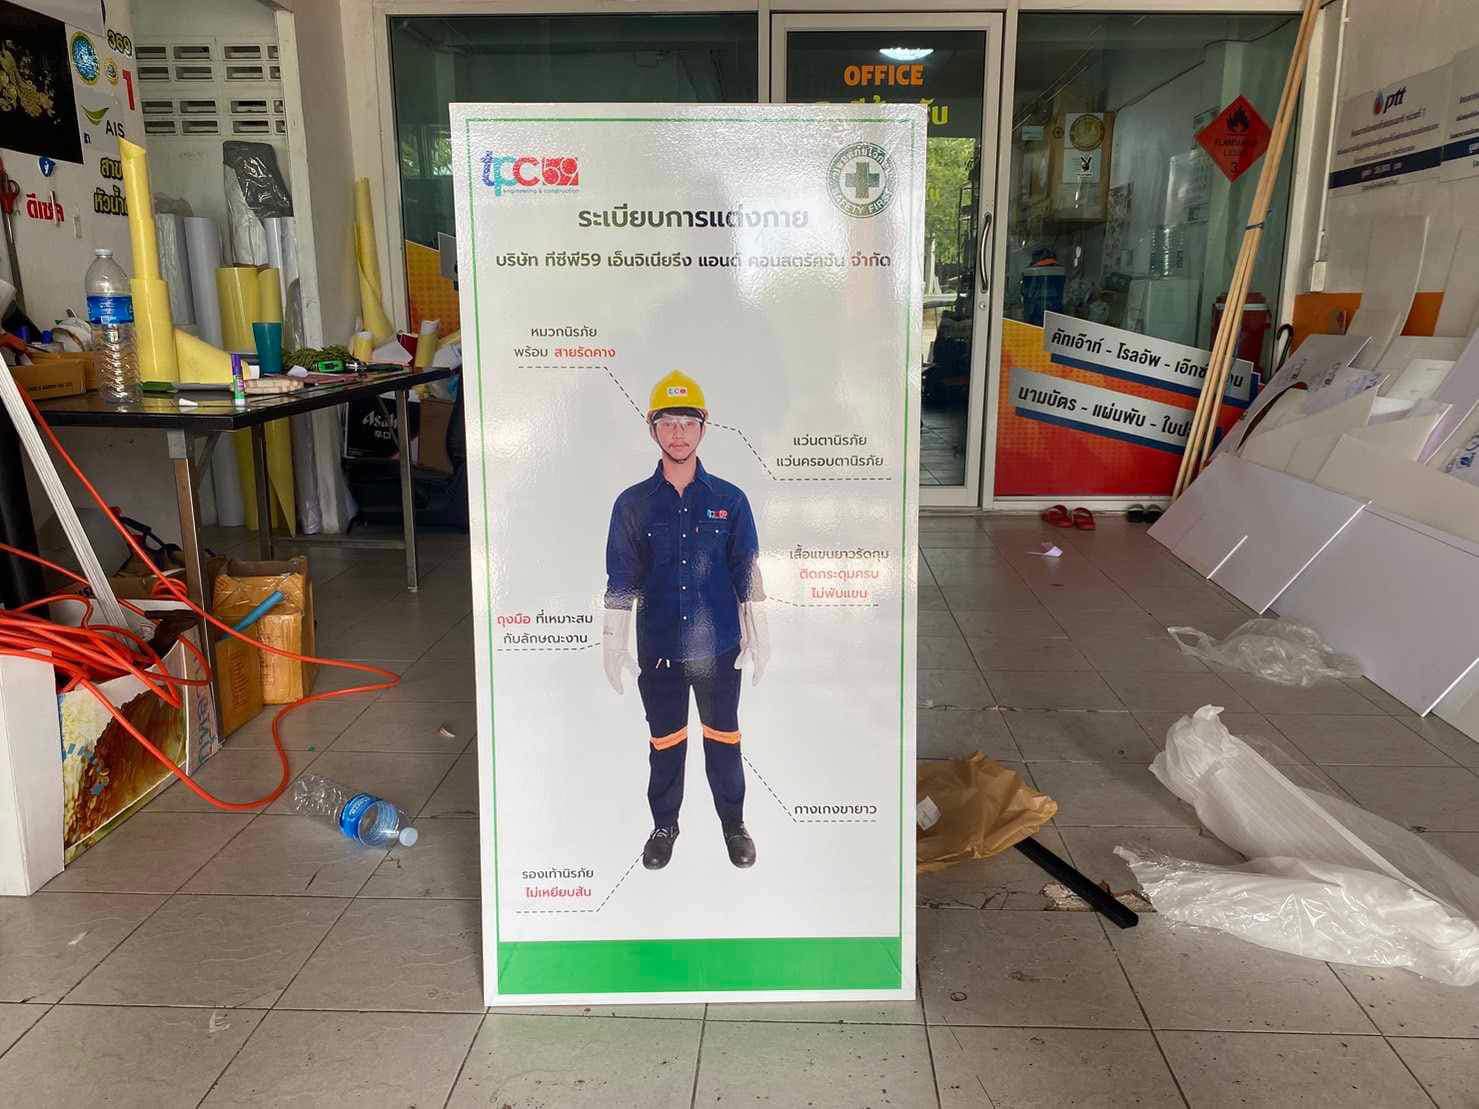 369
AIS
ดีเซล
OFFICE
FLAMMABLE
LIQUID
3
ptt
59
engineering & construction
SAFETY FIRST
ระเบียบการแต่งกาย
บริษัท ทีซีพี59 เอ็นจิเนียริง แอนด์ คอนสตรัคชั่น จำกัด
หมวกนิรภัย
พร้อม สายรัดคาง
แว่นตานิรภัย
แว่นครอบตานิรภัย
เสื้อแขนยาวรัดกุม
ติดกระดุมครบ
ไม่พับแขน
ถุงมือ ที่เหมาะสม
กับลักษณะงาน
กางเกงขายาว
รองเท้านิรภัย
ไม่เหยียบส้น
คัทเอ๊าท์ - โรลอัพ - เอ็กซ์
นามบัตร - แผ่นพับ -